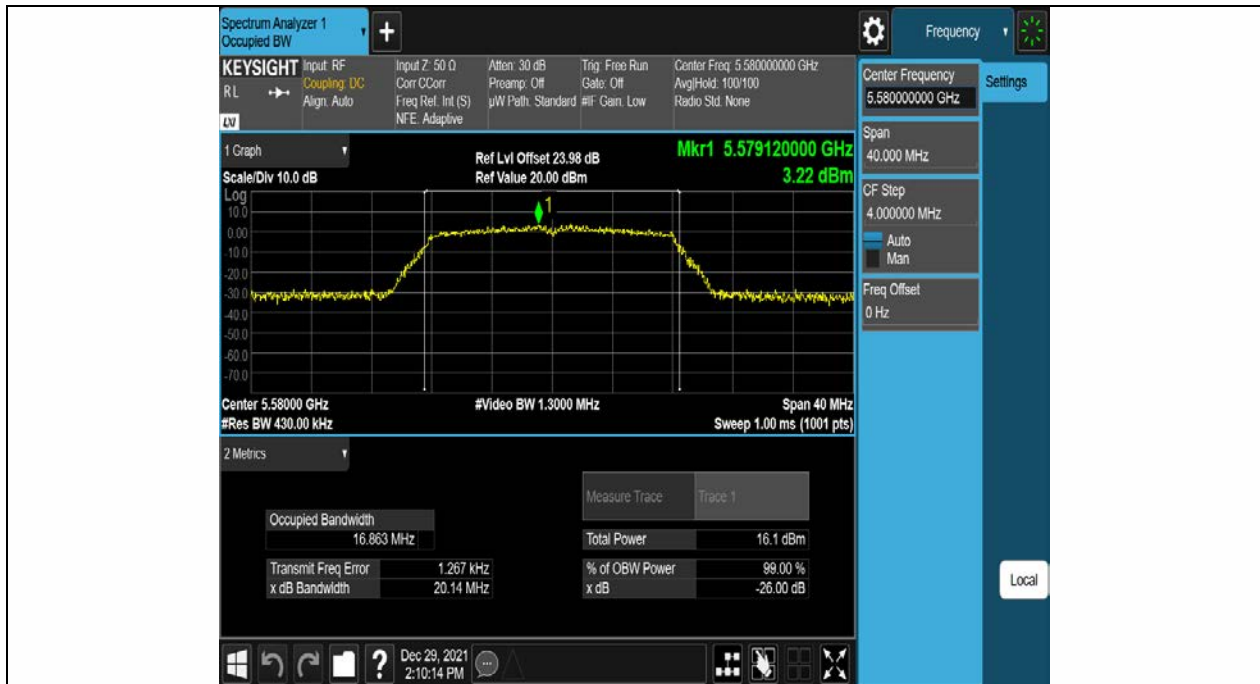 Spectrum Analyzer 1
Occupied BW
+
Frequency
KEYSIGHT
RL
LXI
Input: RF
Coupling: DC
Align: Auto
Input Z: 50 Ω
Corr CCorr
Freq Ref: Int (S)
NFE: Adaptive
Atten: 30 dB
Preamp: Off
µW Path: Standard
Trig: Free Run
Gate: Off
#IF Gain: Low
Center Freq: 5.580000000 GHz
Avg|Hold: 100/100
Radio Std: None
Center Frequency
5.580000000 GHz
Settings
Span
40.000 MHz
CF Step
4.000000 MHz
Auto
Man
Freq Offset
0 Hz
Local
1 Graph
Scale/Div 10.0 dB
Ref Lvl Offset 23.98 dB
Ref Value 20.00 dBm
Mkr1 5.579120000 GHz
3.22 dBm
Log
10.0
0.00
-10.0
-20.0
-30.0
-40.0
-50.0
-60.0
-70.0
1
Center 5.58000 GHz
#Res BW 430.00 kHz
#Video BW 1.3000 MHz
Span 40 MHz
Sweep 1.00 ms (1001 pts)
2 Metrics
Measure Trace Trace 1
Occupied Bandwidth
16.863 MHz
Total Power 16.1 dBm
Transmit Freq Error 1.267 kHz
% of OBW Power 99.00 %
x dB Bandwidth 20.14 MHz
x dB -26.00 dB
?
Dec 29, 2021
2:10:14 PM